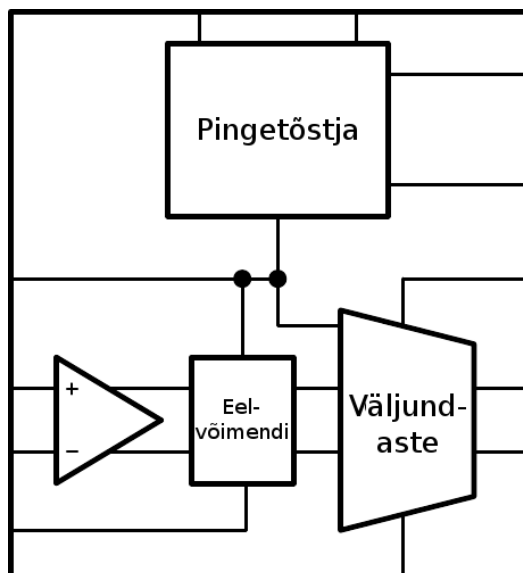 Pingetõstja
+
−
Eel-
võimendi
Väljund-
aste